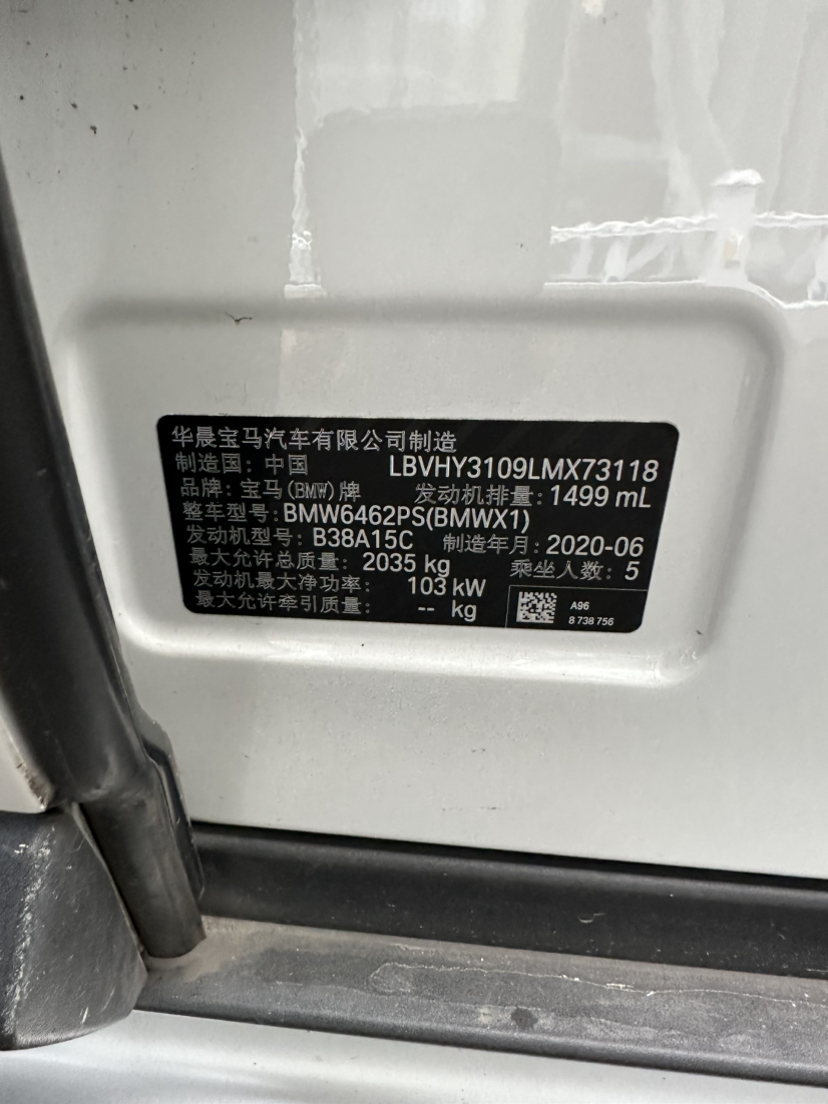 华晨宝马汽车有限公司制造
制造国：中国 LBVHY3109LMX73118
品牌：宝马(BMW)牌 发动机排量：1499 mL
整车型号：BMW6462PS(BMWX1)
发动机型号：B38A15C 制造年月：2020-06
最大允许总质量：2035 kg 乘坐人数：5
发动机最大净功率：103 kW
最大允许牵引质量：-- kg
A96
8 738 756